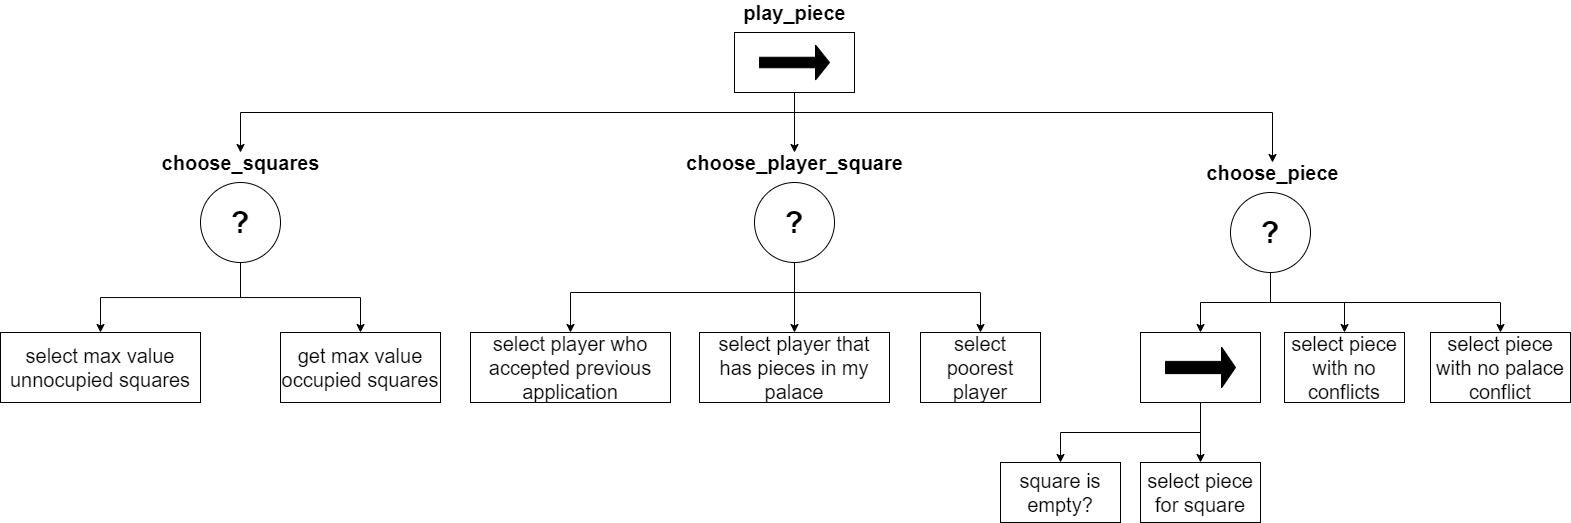 play_piece
choose_squares
choose_player_square
choose_piece
?
?
?
select max value
unnocupied squares
get max value
occupied squares
select player who
accepted previous
application
select player that
has pieces in my
palace
select
poorest
player
select piece
with no
conflicts
select piece
with no palace
conflict
square is
empty?
select piece
for square